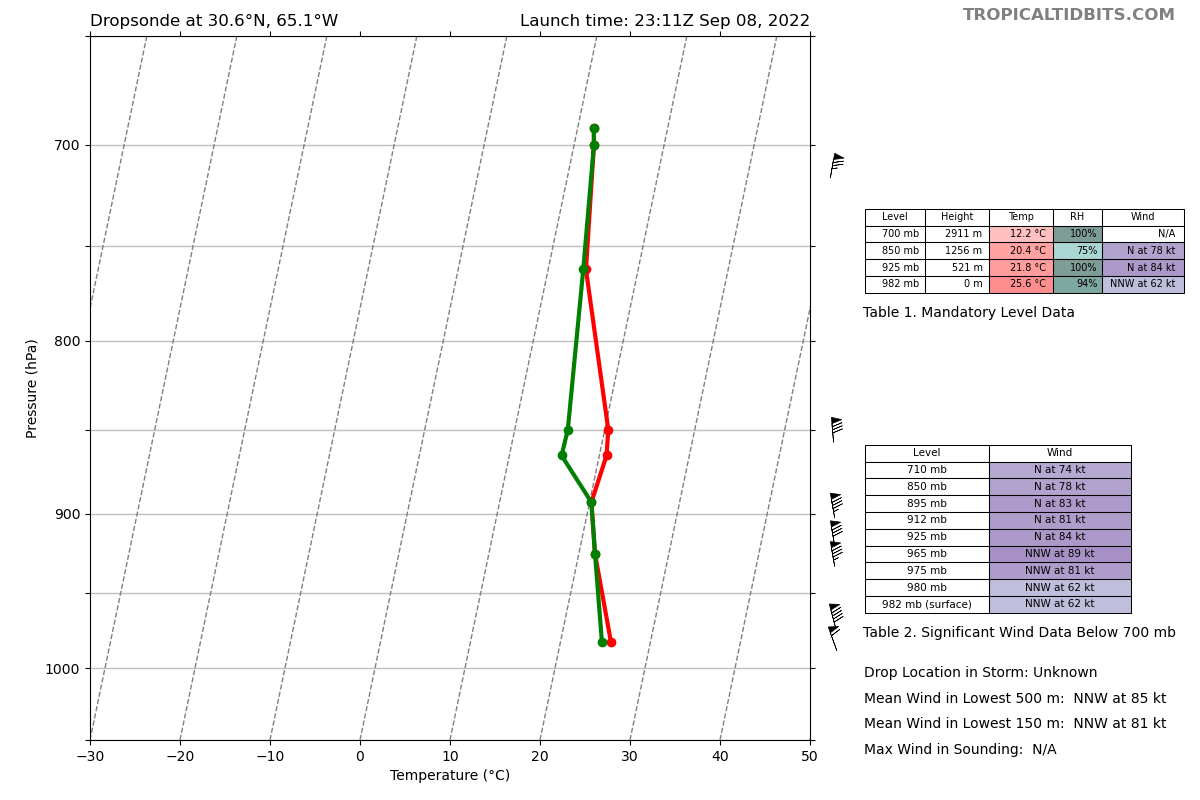 Dropsonde at 30.6°N, 65.1°W Launch time: 23:11Z Sep 08, 2022
TROPICALTIDBITS.COM
Pressure (hPa)
700
800
900
1000
−30 −20 −10 0 10 20 30 40 50
Temperature (°C)
Level Height Temp RH Wind
700 mb 2911 m 12.2 °C 100% N/A
850 mb 1256 m 20.4 °C 75% N at 78 kt
925 mb 521 m 21.8 °C 100% N at 84 kt
982 mb 0 m 25.6 °C 94% NNW at 62 kt
Table 1. Mandatory Level Data
Level Wind
710 mb N at 74 kt
850 mb N at 78 kt
895 mb N at 83 kt
912 mb N at 81 kt
925 mb N at 84 kt
965 mb NNW at 89 kt
975 mb NNW at 81 kt
980 mb NNW at 62 kt
982 mb (surface) NNW at 62 kt
Table 2. Significant Wind Data Below 700 mb
Drop Location in Storm: Unknown
Mean Wind in Lowest 500 m: NNW at 85 kt
Mean Wind in Lowest 150 m: NNW at 81 kt
Max Wind in Sounding: N/A